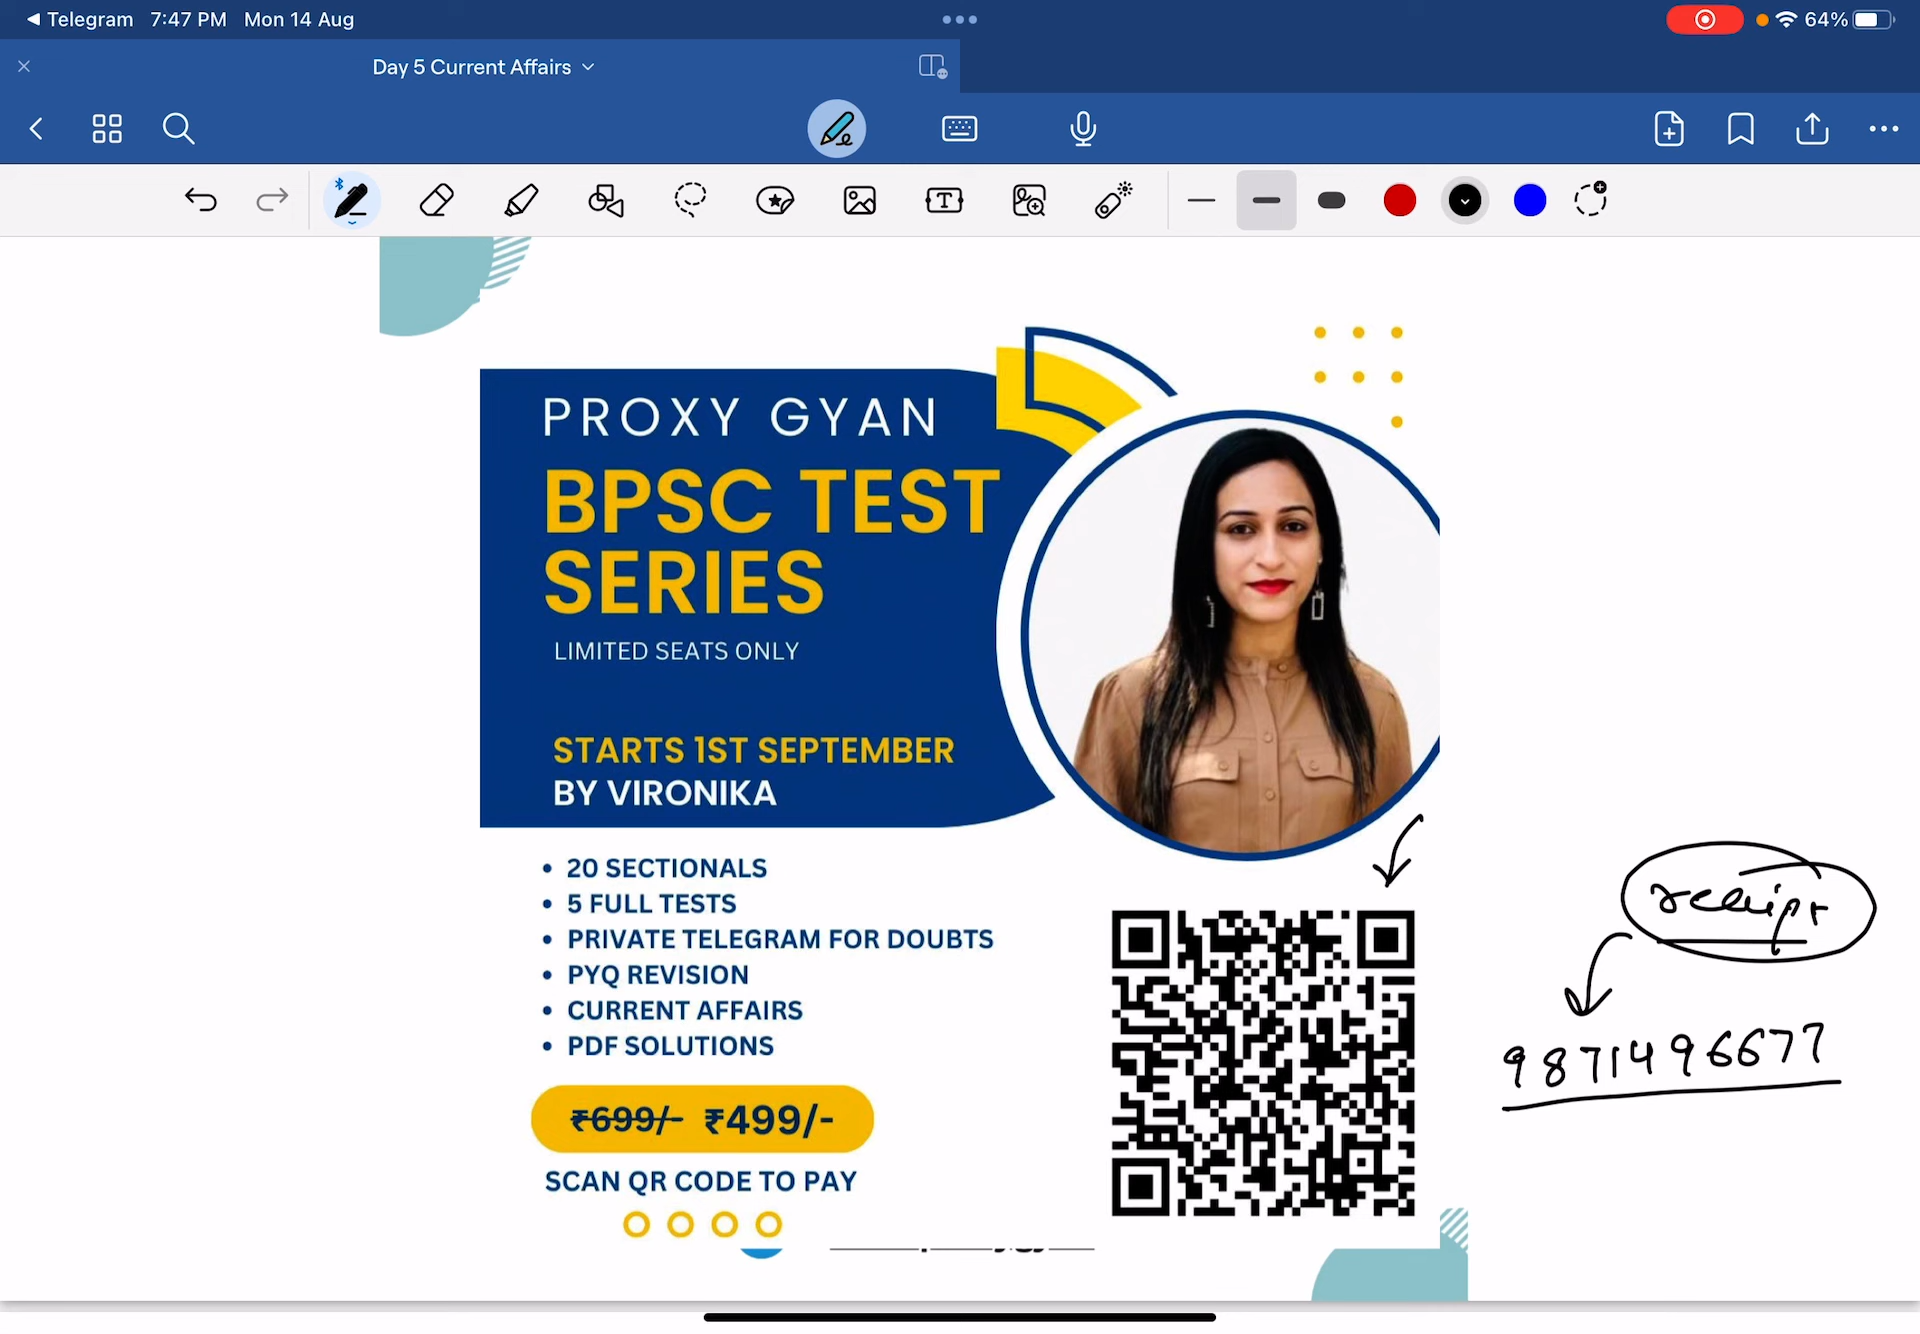 Telegram 7:47 PM Mon 14 Aug
64%
Day 5 Current Affairs
PROXY GYAN
BPSC TEST
SERIES
LIMITED SEATS ONLY
STARTS 1ST SEPTEMBER
BY VIRONIKA
• 20 SECTIONALS
• 5 FULL TESTS
• PRIVATE TELEGRAM FOR DOUBTS
• PYQ REVISION
• CURRENT AFFAIRS
• PDF SOLUTIONS
₹699/- ₹499/-
SCAN QR CODE TO PAY
receipt
9871496677